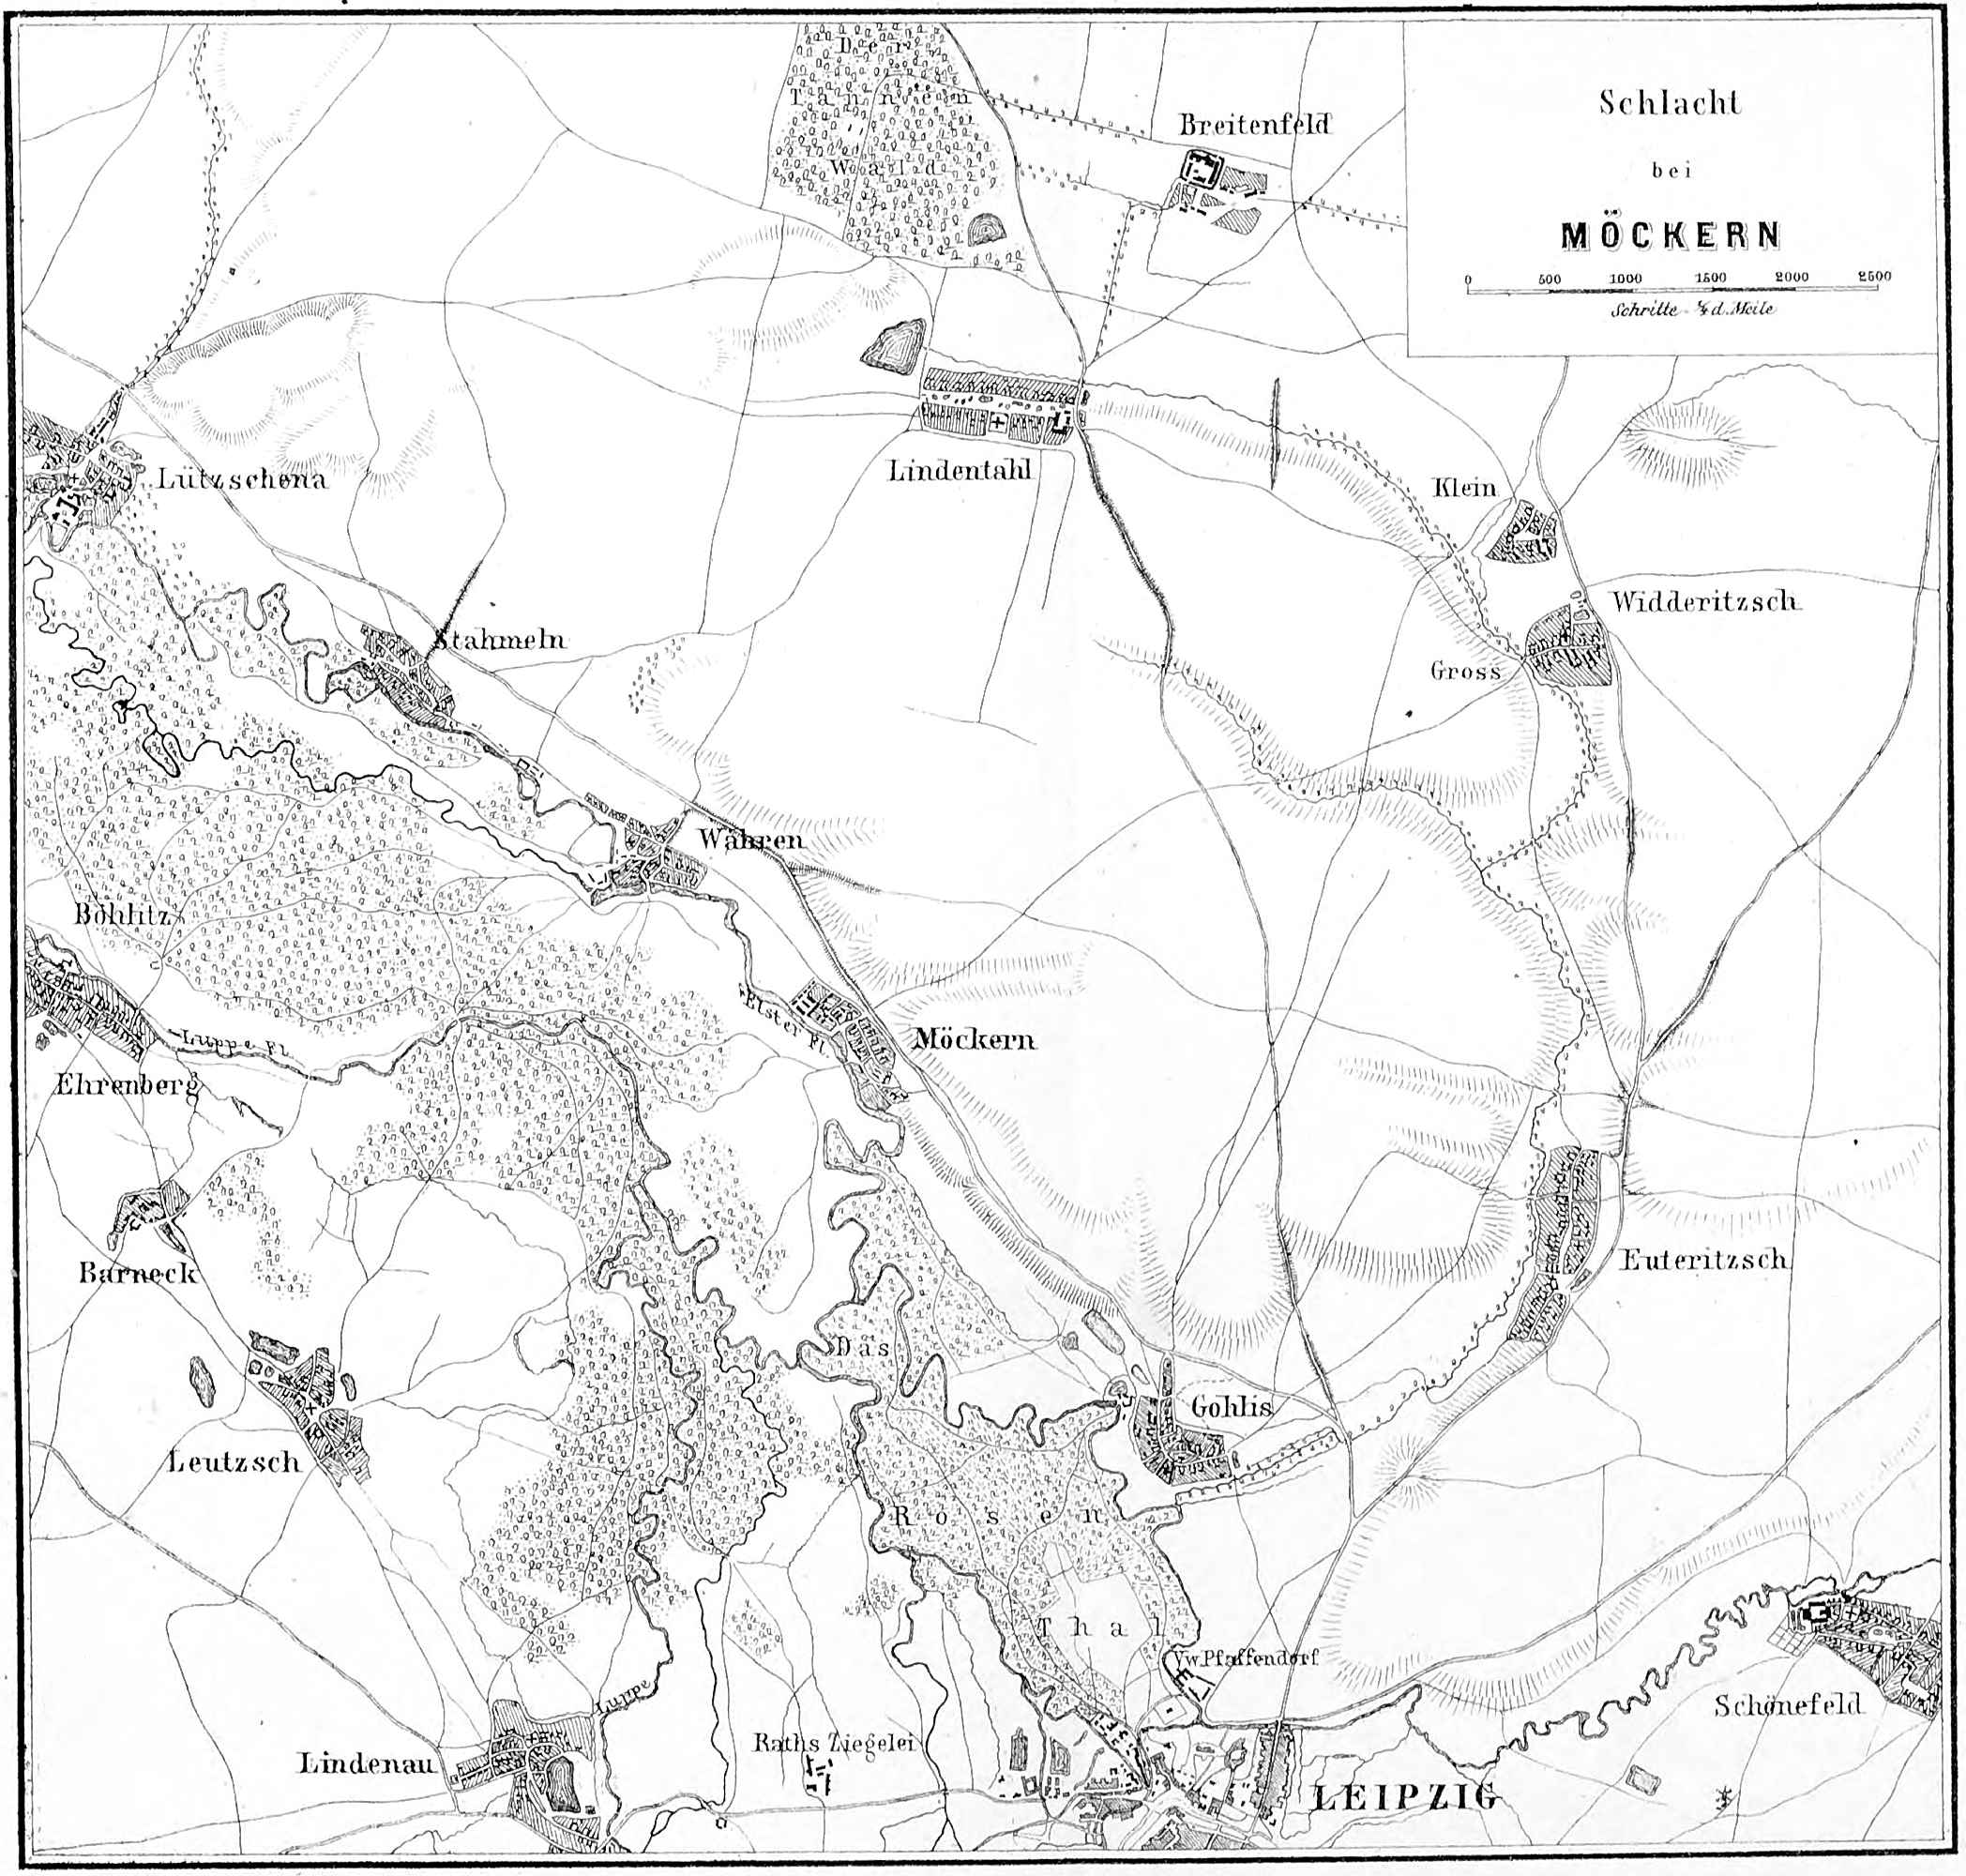 Der
Tannen
Wald
Breitenfeld
Schlacht
bei
MÖCKERN
0 500 1000 1500 2000 2500
Schritte - ¼ d. Meile
Lützschena
Lindentahl
Klein
Widderitzsch
Gross
Stahmeln
Wahren
Böhlitz
Elster Fl.
Möckern
Luppe Fl.
Ehrenberg
Barneck
Euteritzsch
Das
Gohlis
Leutzsch
Rosen
Thal
Vw. Pfaffendorf
Luppe
Schönefeld
Raths Ziegelei
Lindenau
LEIPZIG